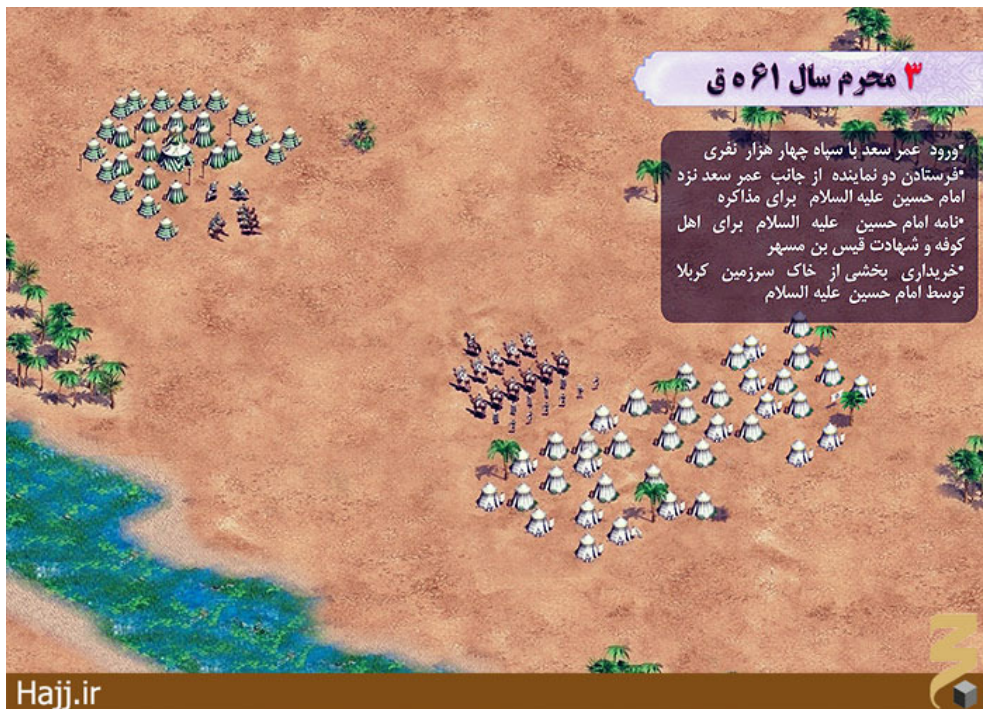 ۳ محرم سال ۶۱ ه ق
•ورود عمر سعد با سپاه چهار هزار نفری
•فرستادن دو نماینده از جانب عمر سعد نزد
امام حسین علیه السلام برای مذاکره
•نامه امام حسین علیه السلام برای اهل
کوفه و شهادت قیس بن مسهر
•خریداری بخشی از خاک سرزمین کربلا
توسط امام حسین علیه السلام
Hajj.ir